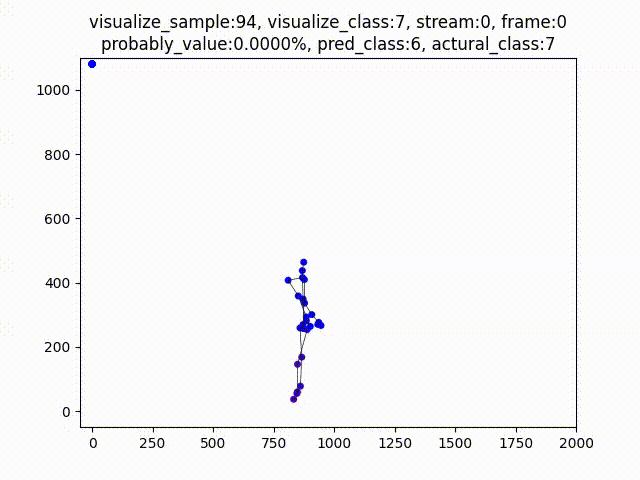 visualize_sample:94, visualize_class:7, stream:0, frame:0
probably_value:0.0000%, pred_class:6, actural_class:7
1000
800
600
400
200
0
0 250 500 750 1000 1250 1500 1750 2000